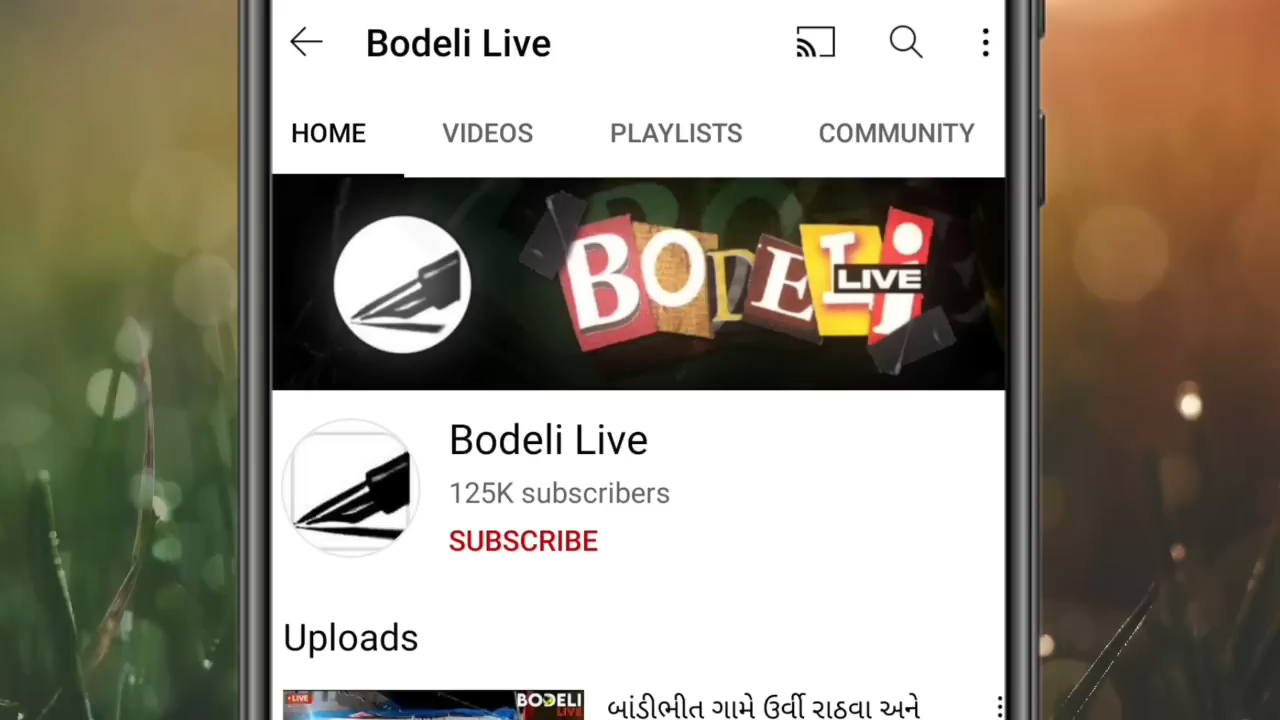 Bodeli Live
HOME VIDEOS PLAYLISTS COMMUNITY
BODELi
LIVE
Bodeli Live
125K subscribers
SUBSCRIBE
Uploads
LIVE
BODELI
LIVE
બાંડીભીત ગામે ઉર્વી રાઠવા અને